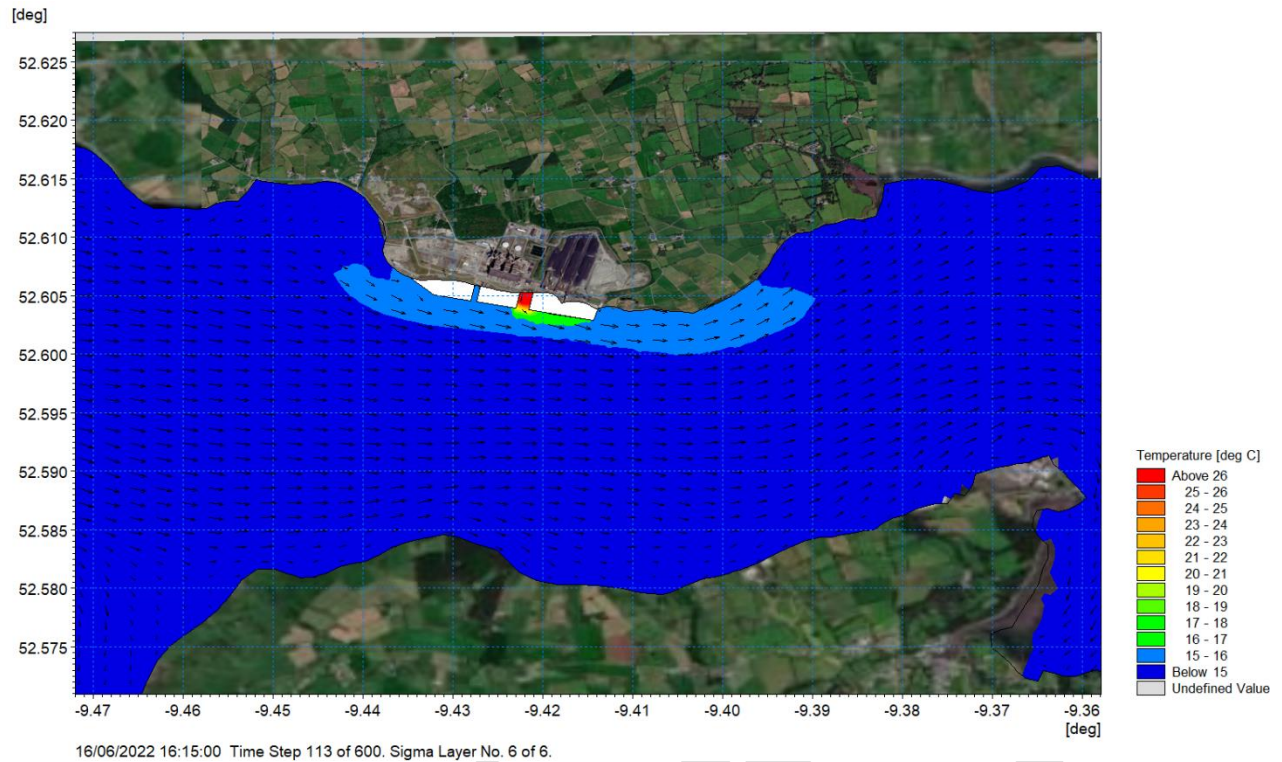 [deg]
52.625
52.620
52.615
52.610
52.605
52.600
52.595
52.590
52.585
52.580
52.575
-9.47 -9.46 -9.45 -9.44 -9.43 -9.42 -9.41 -9.40 -9.39 -9.38 -9.37 -9.36
[deg]
Temperature [deg C]
Above 26
25 - 26
24 - 25
23 - 24
22 - 23
21 - 22
20 - 21
19 - 20
18 - 19
17 - 18
16 - 17
15 - 16
Below 15
Undefined Value
16/06/2022 16:15:00 Time Step 113 of 600. Sigma Layer No. 6 of 6.